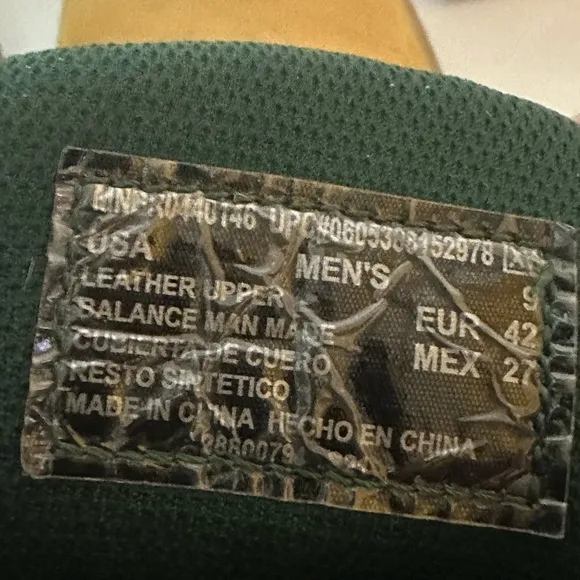 UPC#0605388152978
USA MEN'S 9
LEATHER UPPER EUR 42
BALANCE MAN MADE MEX 27
CUBIERTA DE CUERO
RESTO SINTETICO
MADE IN CHINA HECHO EN CHINA